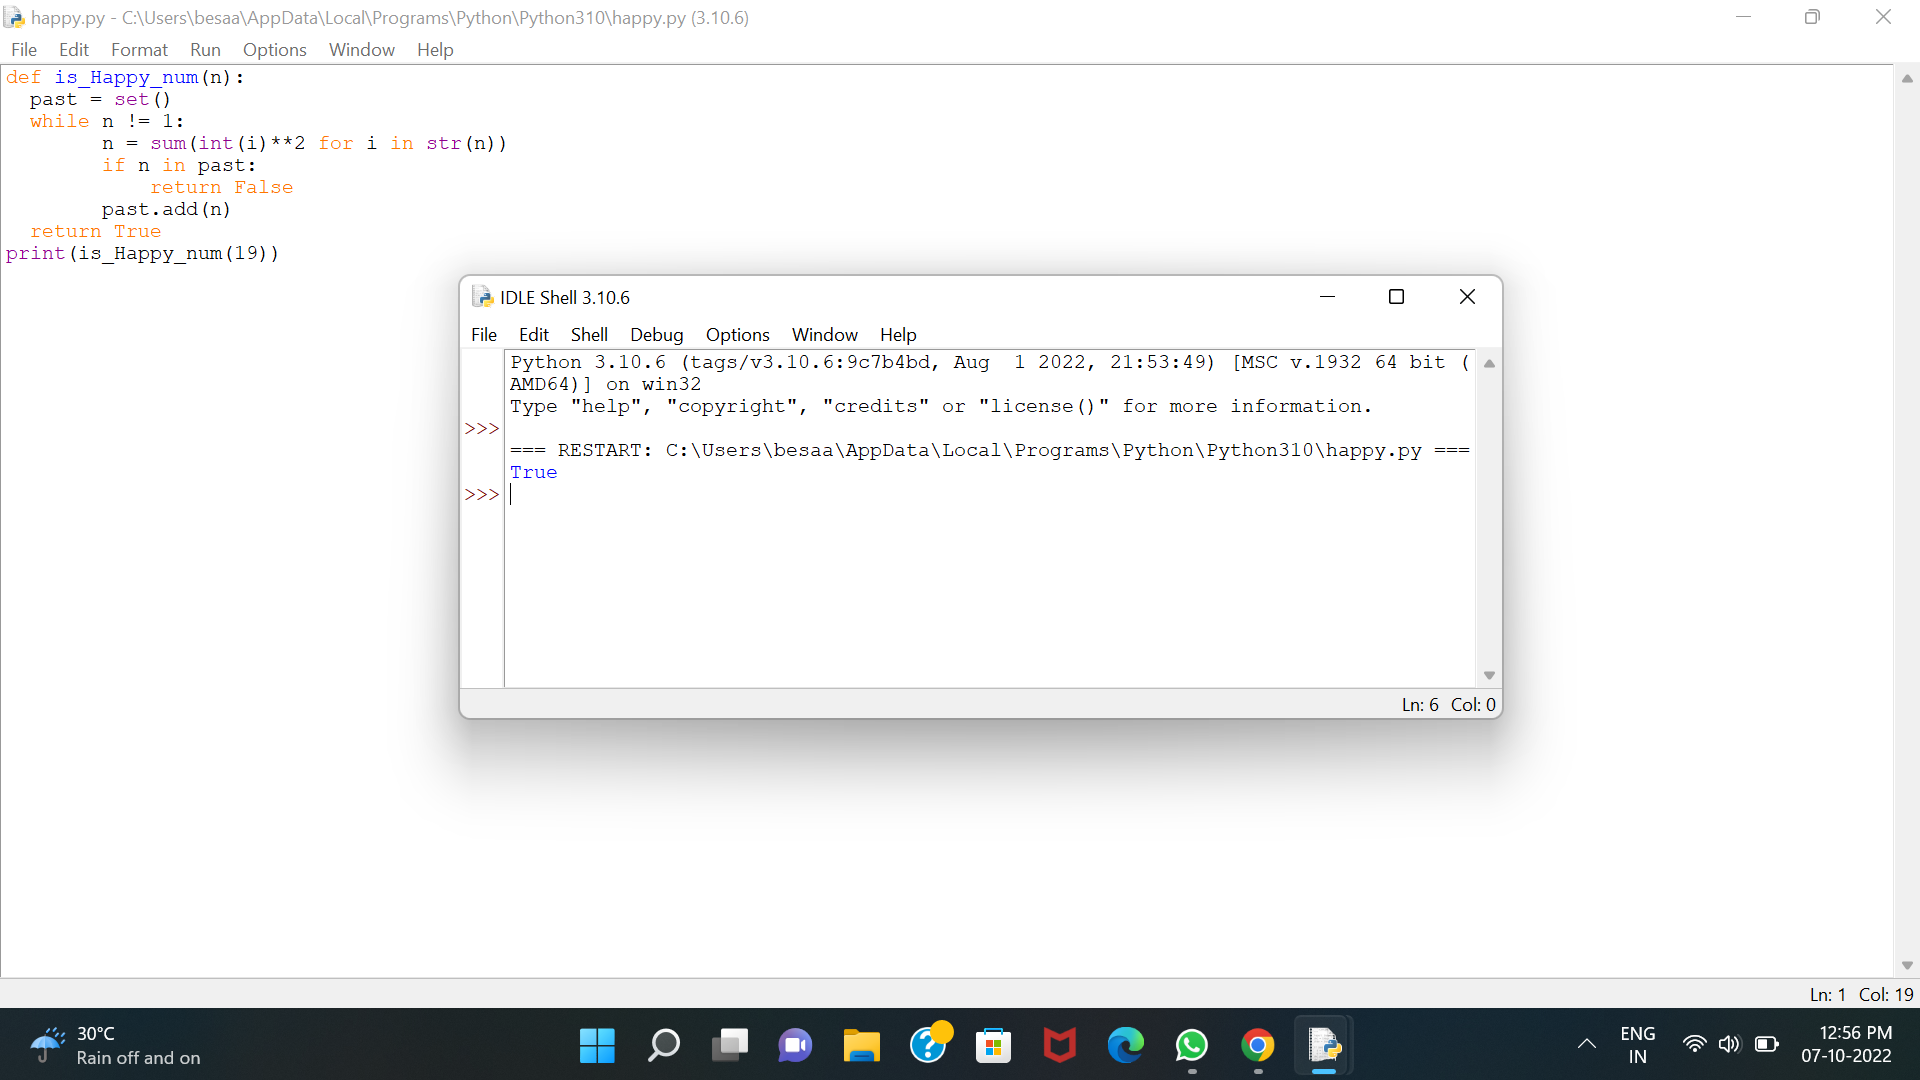 happy.py - C:\Users\besaa\AppData\Local\Programs\Python\Python310\happy.py (3.10.6)
File Edit Format Run Options Window Help
def is_Happy_num(n):
  past = set()
  while n != 1:
        n = sum(int(i)**2 for i in str(n))
        if n in past:
            return False
        past.add(n)
  return True
print(is_Happy_num(19))
IDLE Shell 3.10.6
File Edit Shell Debug Options Window Help
Python 3.10.6 (tags/v3.10.6:9c7b4bd, Aug  1 2022, 21:53:49) [MSC v.1932 64 bit (
AMD64)] on win32
Type "help", "copyright", "credits" or "license()" for more information.
>>>
=== RESTART: C:\Users\besaa\AppData\Local\Programs\Python\Python310\happy.py ===
True
>>>
Ln: 6 Col: 0
Ln: 1 Col: 19
30°C
Rain off and on
ENG
IN
12:56 PM
07-10-2022